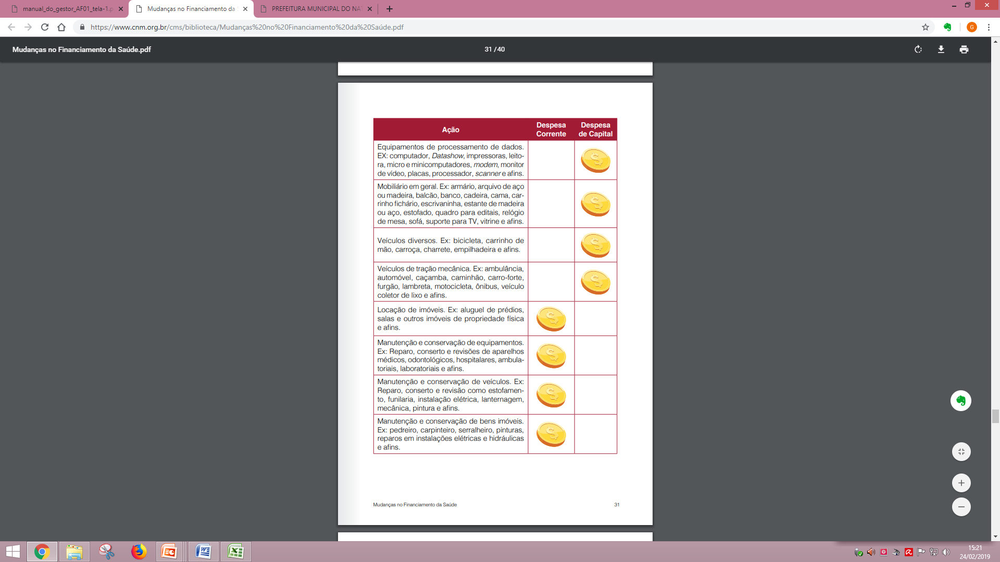 manual_do_gestor_AF01_tela-1.p
Mudanças no Financiamento da
PREFEITURA MUNICIPAL DO NAT
https://www.cnm.org.br/cms/biblioteca/Mudanças%20no%20Financiamento%20da%20Saúde.pdf
G
Mudanças no Financiamento da Saúde.pdf
31 / 40
Ação
Despesa
Corrente
Despesa
de Capital
Equipamentos de processamento de dados.
EX: computador, Datashow, impressoras, leito-
ra, micro e minicomputadores, modem, monitor
de vídeo, placas, processador, scanner e afins.
Mobiliário em geral. Ex: armário, arquivo de aço
ou madeira, balcão, banco, cadeira, cama, car-
rinho fichário, escrivaninha, estante de madeira
ou aço, estofado, quadro para editais, relógio
de mesa, sofá, suporte para TV, vitrine e afins.
Veículos diversos. Ex: bicicleta, carrinho de
mão, carroça, charrete, empilhadeira e afins.
Veículos de tração mecânica. Ex: ambulância,
automóvel, caçamba, caminhão, carro-forte,
furgão, lambreta, motocicleta, ônibus, veículo
coletor de lixo e afins.
Locação de imóveis. Ex: aluguel de prédios,
salas e outros imóveis de propriedade física
e afins.
Manutenção e conservação de equipamentos.
Ex: Reparo, conserto e revisões de aparelhos
médicos, odontológicos, hospitalares, ambula-
toriais, laboratoriais e afins.
Manutenção e conservação de veículos. Ex:
Reparo, conserto e revisão como estofamen-
to, funilaria, instalação elétrica, lanternagem,
mecânica, pintura e afins.
Manutenção e conservação de bens imóveis.
Ex: pedreiro, carpinteiro, serralheiro, pinturas,
reparos em instalações elétricas e hidráulicas
e afins.
Mudanças no Financiamento da Saúde
31
15:21
24/02/2019